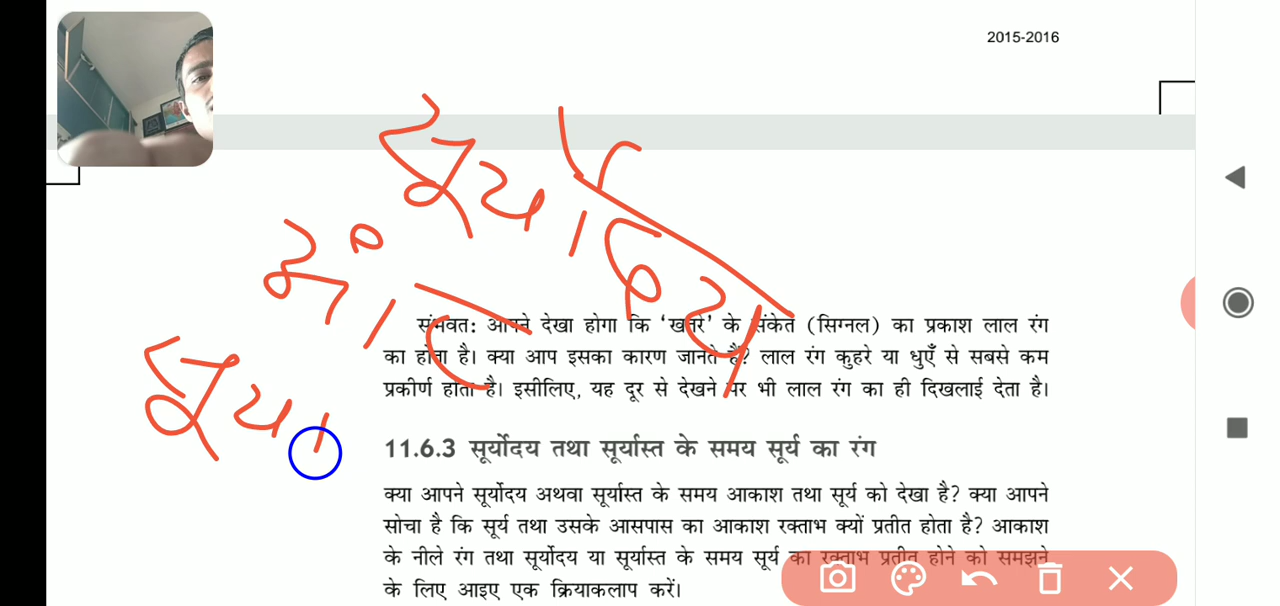 2015-2016
सूर्योदय
और
सूर्या
संभवत: आपने देखा होगा कि ‘खतरे’ के संकेत (सिग्नल) का प्रकाश लाल रंग
का होता है। क्या आप इसका कारण जानते हैं? लाल रंग कुहरे या धुएँ से सबसे कम
प्रकीर्ण होता है। इसीलिए, यह दूर से देखने पर भी लाल रंग का ही दिखलाई देता है।
11.6.3 सूर्योदय तथा सूर्यास्त के समय सूर्य का रंग
क्या आपने सूर्योदय अथवा सूर्यास्त के समय आकाश तथा सूर्य को देखा है? क्या आपने
सोचा है कि सूर्य तथा उसके आसपास का आकाश रक्ताभ क्यों प्रतीत होता है? आकाश
के नीले रंग तथा सूर्योदय या सूर्यास्त के समय सूर्य का रक्ताभ प्रतीत होने को समझने
के लिए आइए एक क्रियाकलाप करें।